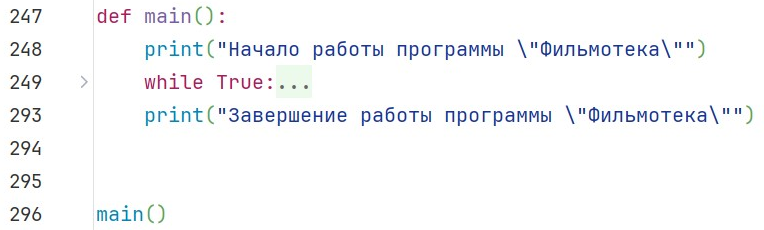 247 def main():
248     print("Начало работы программы \"Фильмотека\"")
249     while True:...
293     print("Завершение работы программы \"Фильмотека\"")
294
295
296 main()